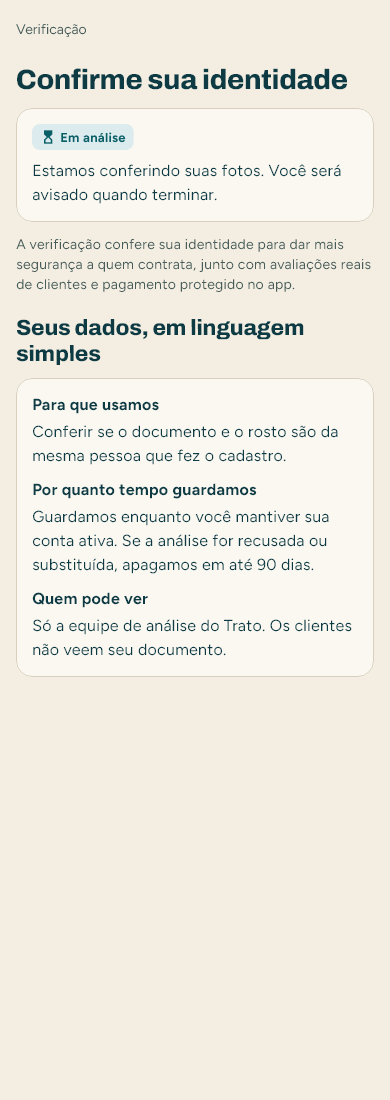 Verificação
Confirme sua identidade
Em análise
Estamos conferindo suas fotos. Você será
avisado quando terminar.
A verificação confere sua identidade para dar mais
segurança a quem contrata, junto com avaliações reais
de clientes e pagamento protegido no app.
Seus dados, em linguagem
simples
Para que usamos
Conferir se o documento e o rosto são da
mesma pessoa que fez o cadastro.
Por quanto tempo guardamos
Guardamos enquanto você mantiver sua
conta ativa. Se a análise for recusada ou
substituída, apagamos em até 90 dias.
Quem pode ver
Só a equipe de análise do Trato. Os clientes
não veem seu documento.